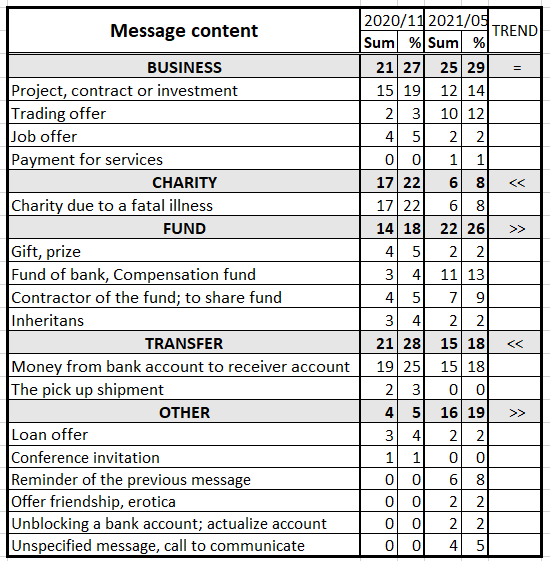 Message content 2020/11 2021/05 TREND
Sum % Sum %
BUSINESS 21 27 25 29 =
Project, contract or investment 15 19 12 14
Trading offer 2 3 10 12
Job offer 4 5 2 2
Payment for services 0 0 1 1
CHARITY 17 22 6 8 <<
Charity due to a fatal illness 17 22 6 8
FUND 14 18 22 26 >>
Gift, prize 4 5 2 2
Fund of bank, Compensation fund 3 4 11 13
Contractor of the fund; to share fund 4 5 7 9
Inheritans 3 4 2 2
TRANSFER 21 28 15 18 <<
Money from bank account to receiver account 19 25 15 18
The pick up shipment 2 3 0 0
OTHER 4 5 16 19 >>
Loan offer 3 4 2 2
Conference invitation 1 1 0 0
Reminder of the previous message 0 0 6 8
Offer friendship, erotica 0 0 2 2
Unblocking a bank account; actualize account 0 0 2 2
Unspecified message, call to communicate 0 0 4 5